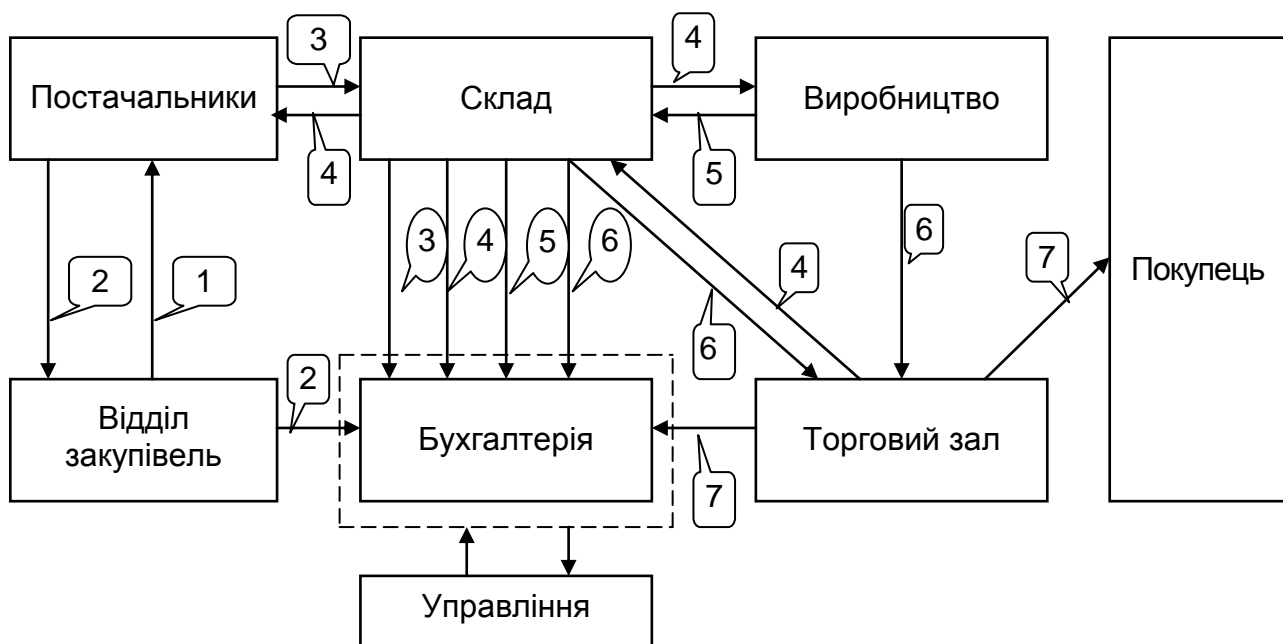 3
4
Постачальники
Склад
Виробництво
4
5
3
4
5
6
6
7
Покупець
2
1
4
6
2
Відділ
закупівель
Бухгалтерія
Торговий зал
7
Управління